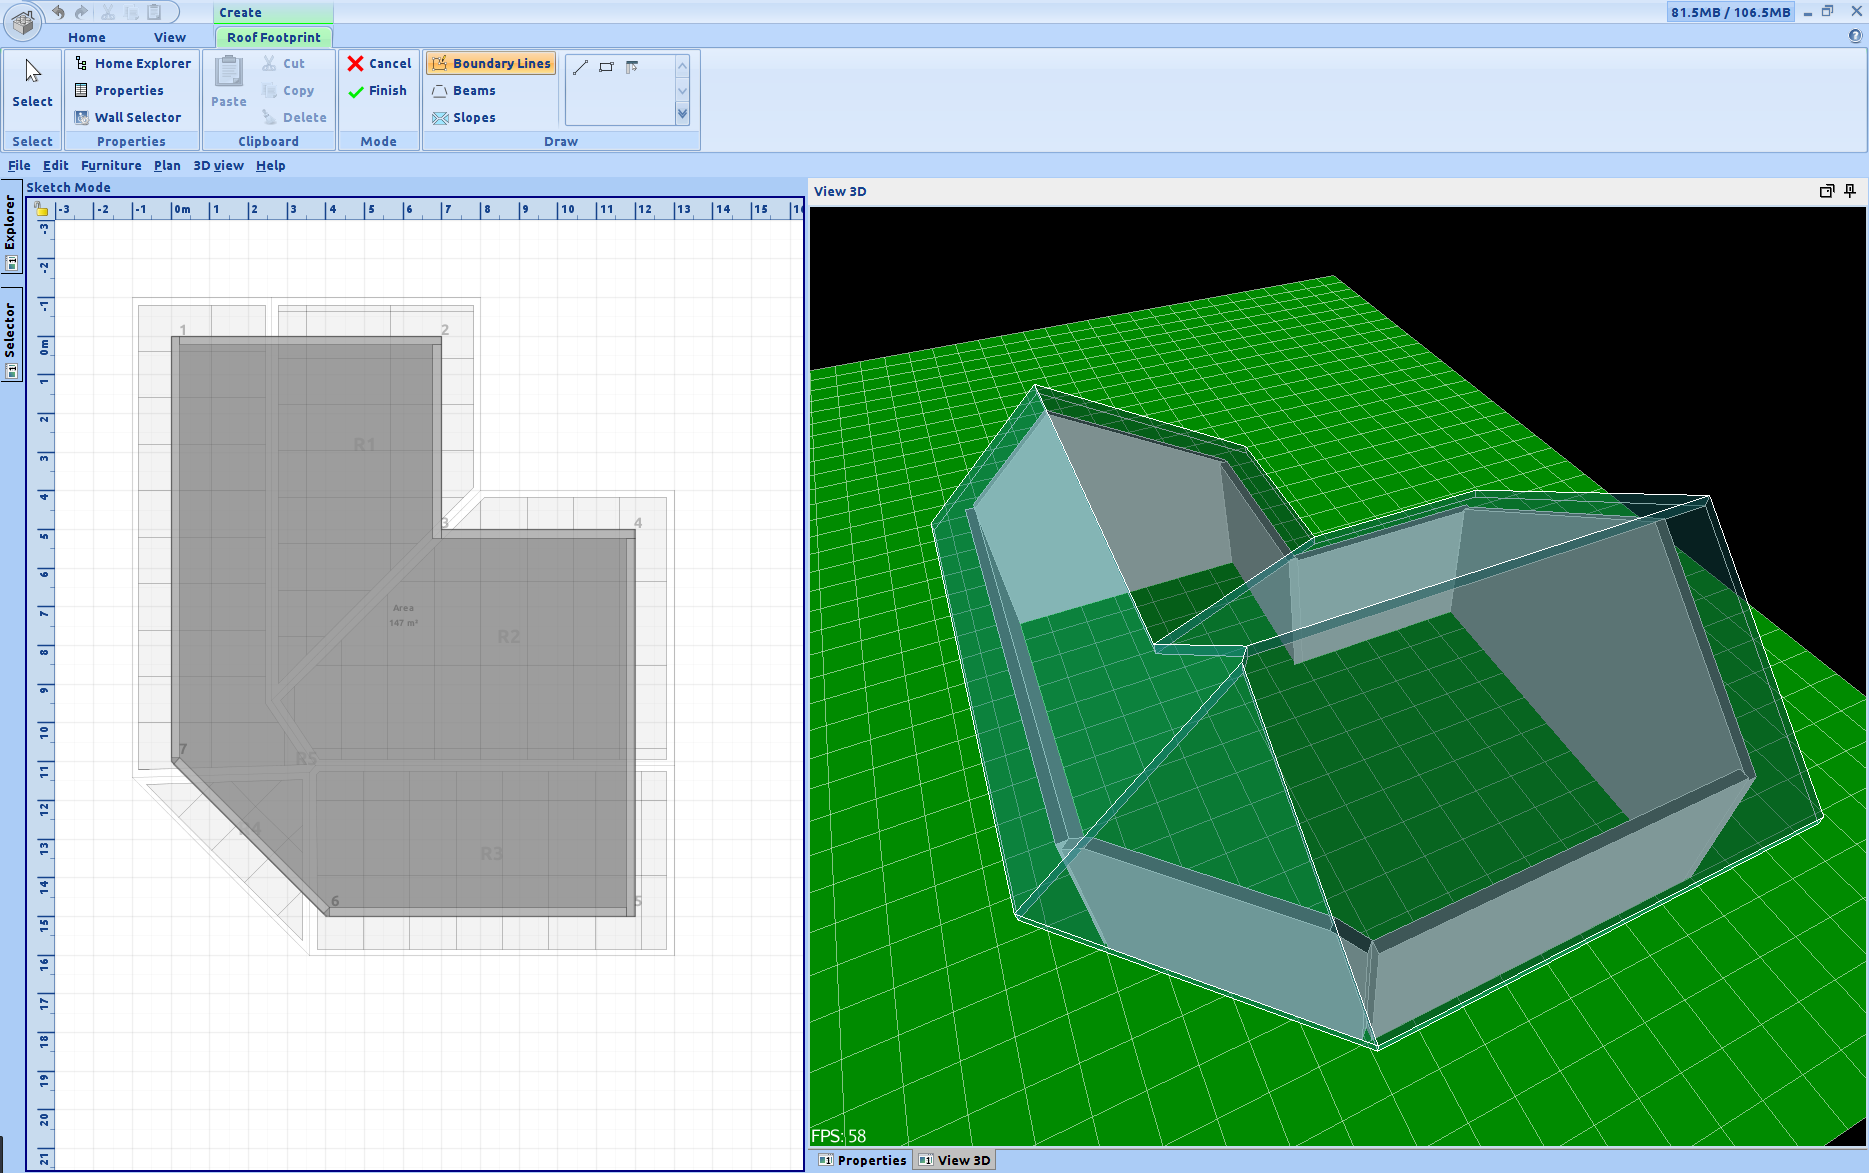 Create
81.5MB / 106.5MB
Home View Roof Footprint
Select
Home Explorer
Properties
Wall Selector
Paste
Cut
Copy
Delete
Cancel
Finish
Boundary Lines
Beams
Slopes
Select Properties Clipboard Mode Draw
File Edit Furniture Plan 3D view Help
Explorer
Selector
Sketch Mode
-3 -2 -1 0m 1 2 3 4 5 6 7 8 9 10 11 12 13 14 15 16
-3
-2
-1
0m
1
2
3
4
5
6
7
8
9
10
11
12
13
14
15
16
17
18
19
20
21
1 2
R1
3 4
Area
147 m²
R2
7
R5
R3
6 5
View 3D
FPS: 58
Properties View 3D